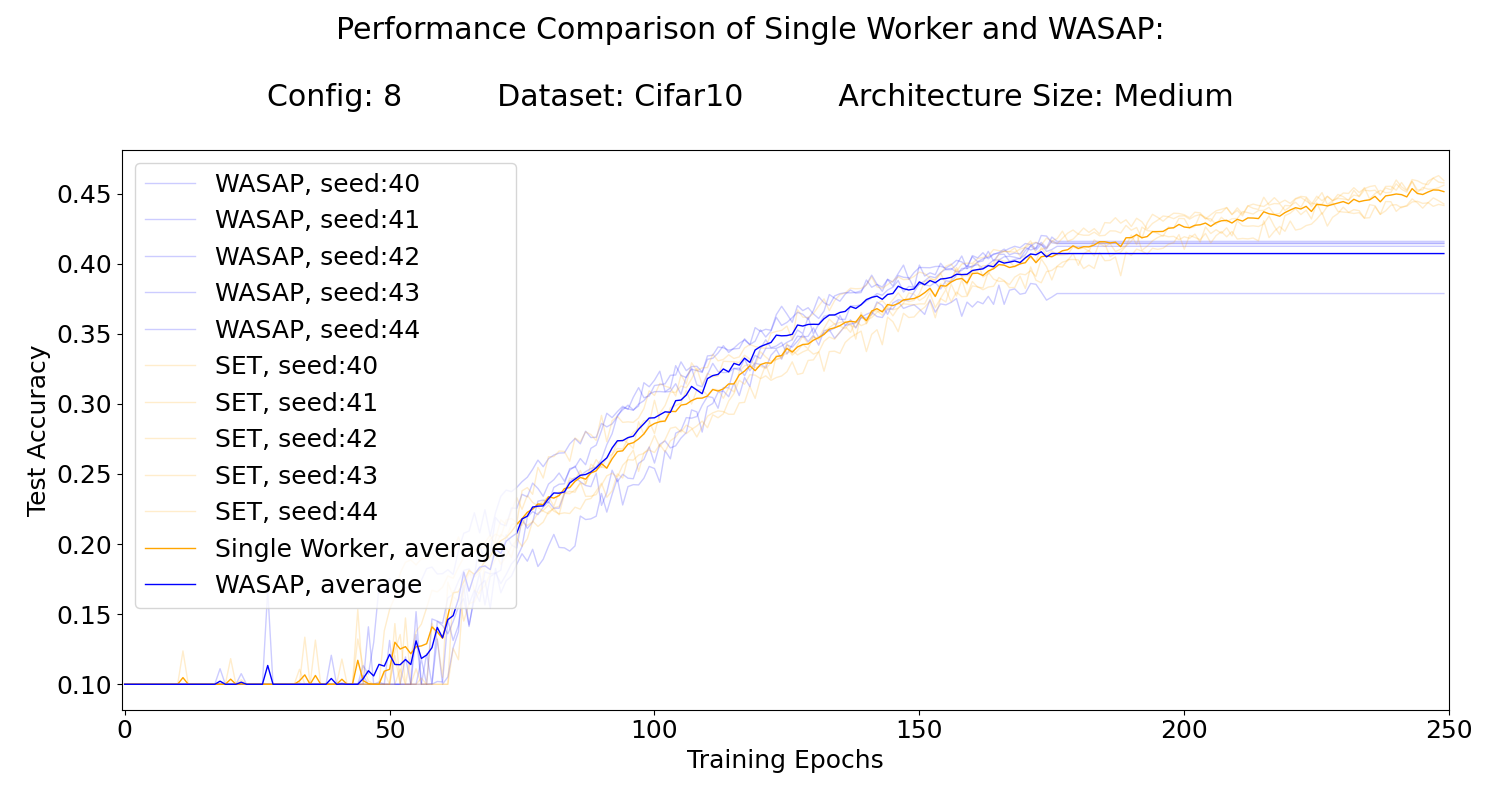 Performance Comparison of Single Worker and WASAP:
Config: 8 Dataset: Cifar10 Architecture Size: Medium
WASAP, seed:40
WASAP, seed:41
WASAP, seed:42
WASAP, seed:43
WASAP, seed:44
SET, seed:40
SET, seed:41
SET, seed:42
SET, seed:43
SET, seed:44
Single Worker, average
WASAP, average
0.45
0.40
0.35
0.30
0.25
0.20
0.15
0.10
Test Accuracy
0 50 100 150 200 250
Training Epochs